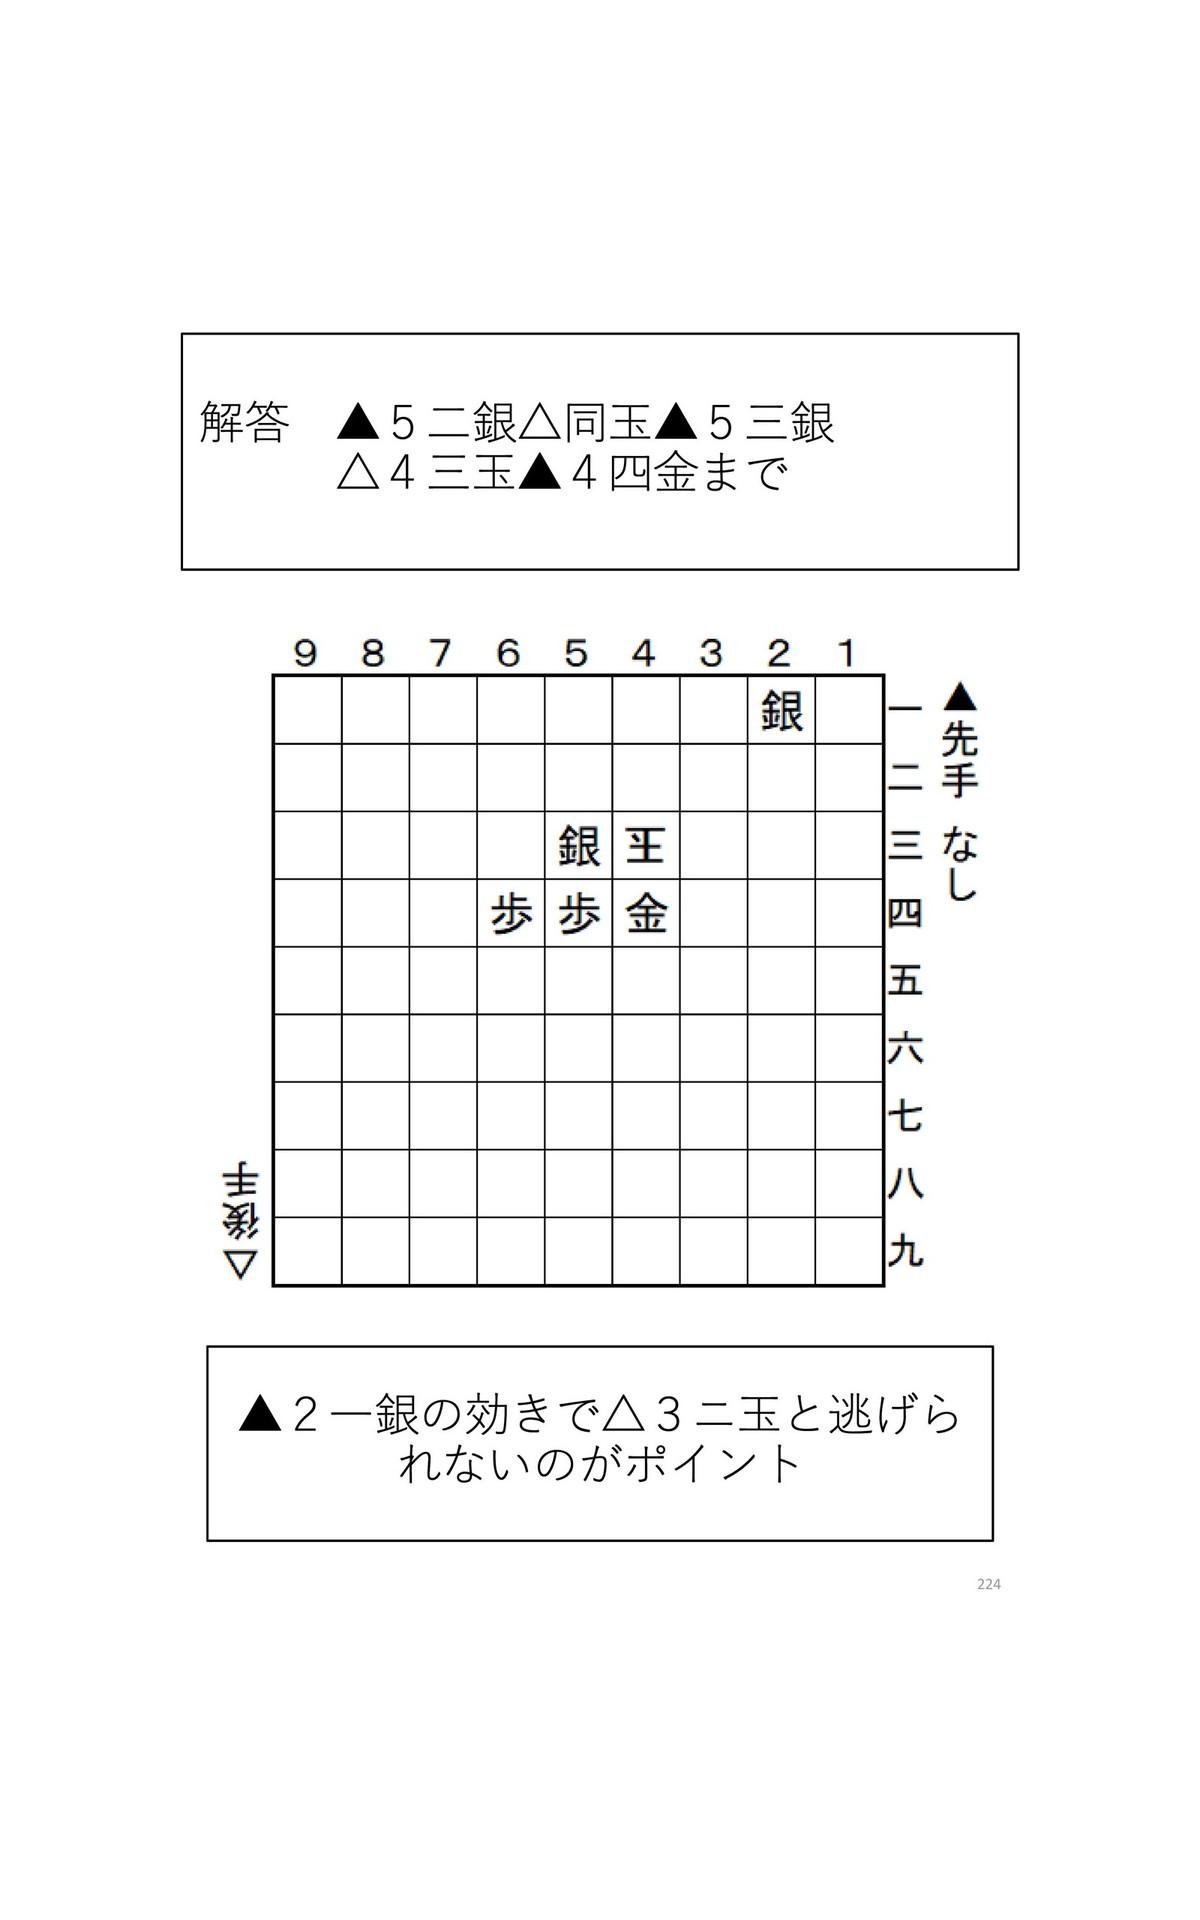 解答　▲５二銀△同玉▲５三銀
△４三玉▲４四金まで
9 8 7 6 5 4 3 2 1
銀 一
二
銀 王 三
歩 歩 金 四
五
六
七
八
九
▲先手 なし
△後手
▲２一銀の効きで△３ニ玉と逃げら
れないのがポイント
224